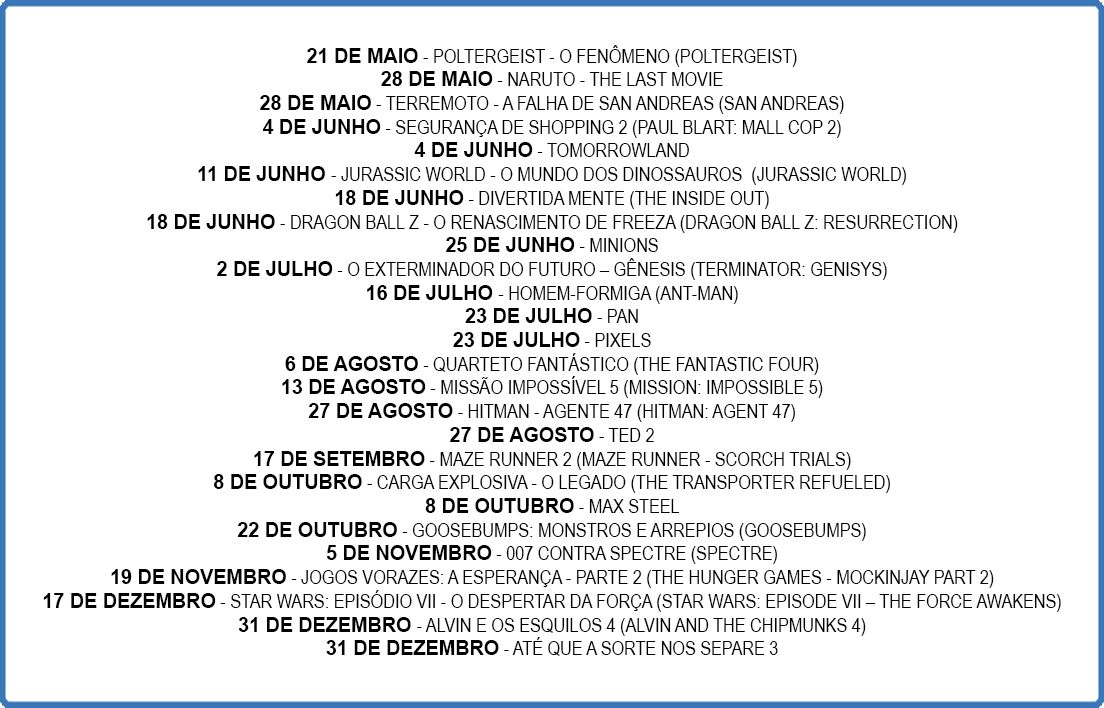 21 DE MAIO - POLTERGEIST - O FENÔMENO (POLTERGEIST)
28 DE MAIO - NARUTO - THE LAST MOVIE
28 DE MAIO - TERREMOTO - A FALHA DE SAN ANDREAS (SAN ANDREAS)
4 DE JUNHO - SEGURANÇA DE SHOPPING 2 (PAUL BLART: MALL COP 2)
4 DE JUNHO - TOMORROWLAND
11 DE JUNHO - JURASSIC WORLD - O MUNDO DOS DINOSSAUROS (JURASSIC WORLD)
18 DE JUNHO - DIVERTIDA MENTE (THE INSIDE OUT)
18 DE JUNHO - DRAGON BALL Z - O RENASCIMENTO DE FREEZA (DRAGON BALL Z: RESURRECTION)
25 DE JUNHO - MINIONS
2 DE JULHO - O EXTERMINADOR DO FUTURO – GÊNESIS (TERMINATOR: GENISYS)
16 DE JULHO - HOMEM-FORMIGA (ANT-MAN)
23 DE JULHO - PAN
23 DE JULHO - PIXELS
6 DE AGOSTO - QUARTETO FANTÁSTICO (THE FANTASTIC FOUR)
13 DE AGOSTO - MISSÃO IMPOSSÍVEL 5 (MISSION: IMPOSSIBLE 5)
27 DE AGOSTO - HITMAN - AGENTE 47 (HITMAN: AGENT 47)
27 DE AGOSTO - TED 2
17 DE SETEMBRO - MAZE RUNNER 2 (MAZE RUNNER - SCORCH TRIALS)
8 DE OUTUBRO - CARGA EXPLOSIVA - O LEGADO (THE TRANSPORTER REFUELED)
8 DE OUTUBRO - MAX STEEL
22 DE OUTUBRO - GOOSEBUMPS: MONSTROS E ARREPIOS (GOOSEBUMPS)
5 DE NOVEMBRO - 007 CONTRA SPECTRE (SPECTRE)
19 DE NOVEMBRO - JOGOS VORAZES: A ESPERANÇA - PARTE 2 (THE HUNGER GAMES - MOCKINJAY PART 2)
17 DE DEZEMBRO - STAR WARS: EPISÓDIO VII - O DESPERTAR DA FORÇA (STAR WARS: EPISODE VII – THE FORCE AWAKENS)
31 DE DEZEMBRO - ALVIN E OS ESQUILOS 4 (ALVIN AND THE CHIPMUNKS 4)
31 DE DEZEMBRO - ATÉ QUE A SORTE NOS SEPARE 3